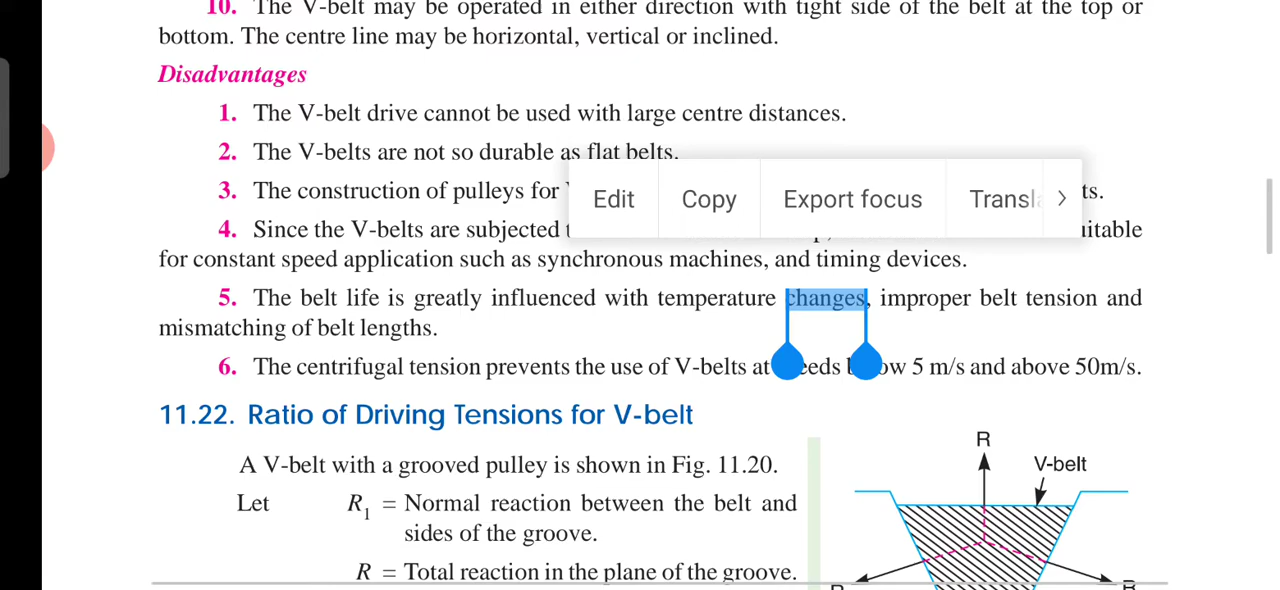 10. The V-belt may be operated in either direction with tight side of the belt at the top or
bottom. The centre line may be horizontal, vertical or inclined.
Disadvantages
1. The V-belt drive cannot be used with large centre distances.
2. The V-belts are not so durable as flat belts.
3. The construction of pulleys for
Edit Copy Export focus
4. Since the V-belts are subjected
for constant speed application such as synchronous machines, and timing devices.
5. The belt life is greatly influenced with temperature changes, improper belt tension and
mismatching of belt lengths.
6. The centrifugal tension prevents the use of V-belts at 5 m/s and above 50m/s.
11.22. Ratio of Driving Tensions for V-belt
A V-belt with a grooved pulley is shown in Fig. 11.20.
Let R1 = Normal reaction between the belt and
sides of the groove.
R = Total reaction in the plane of the groove.
R
V-belt